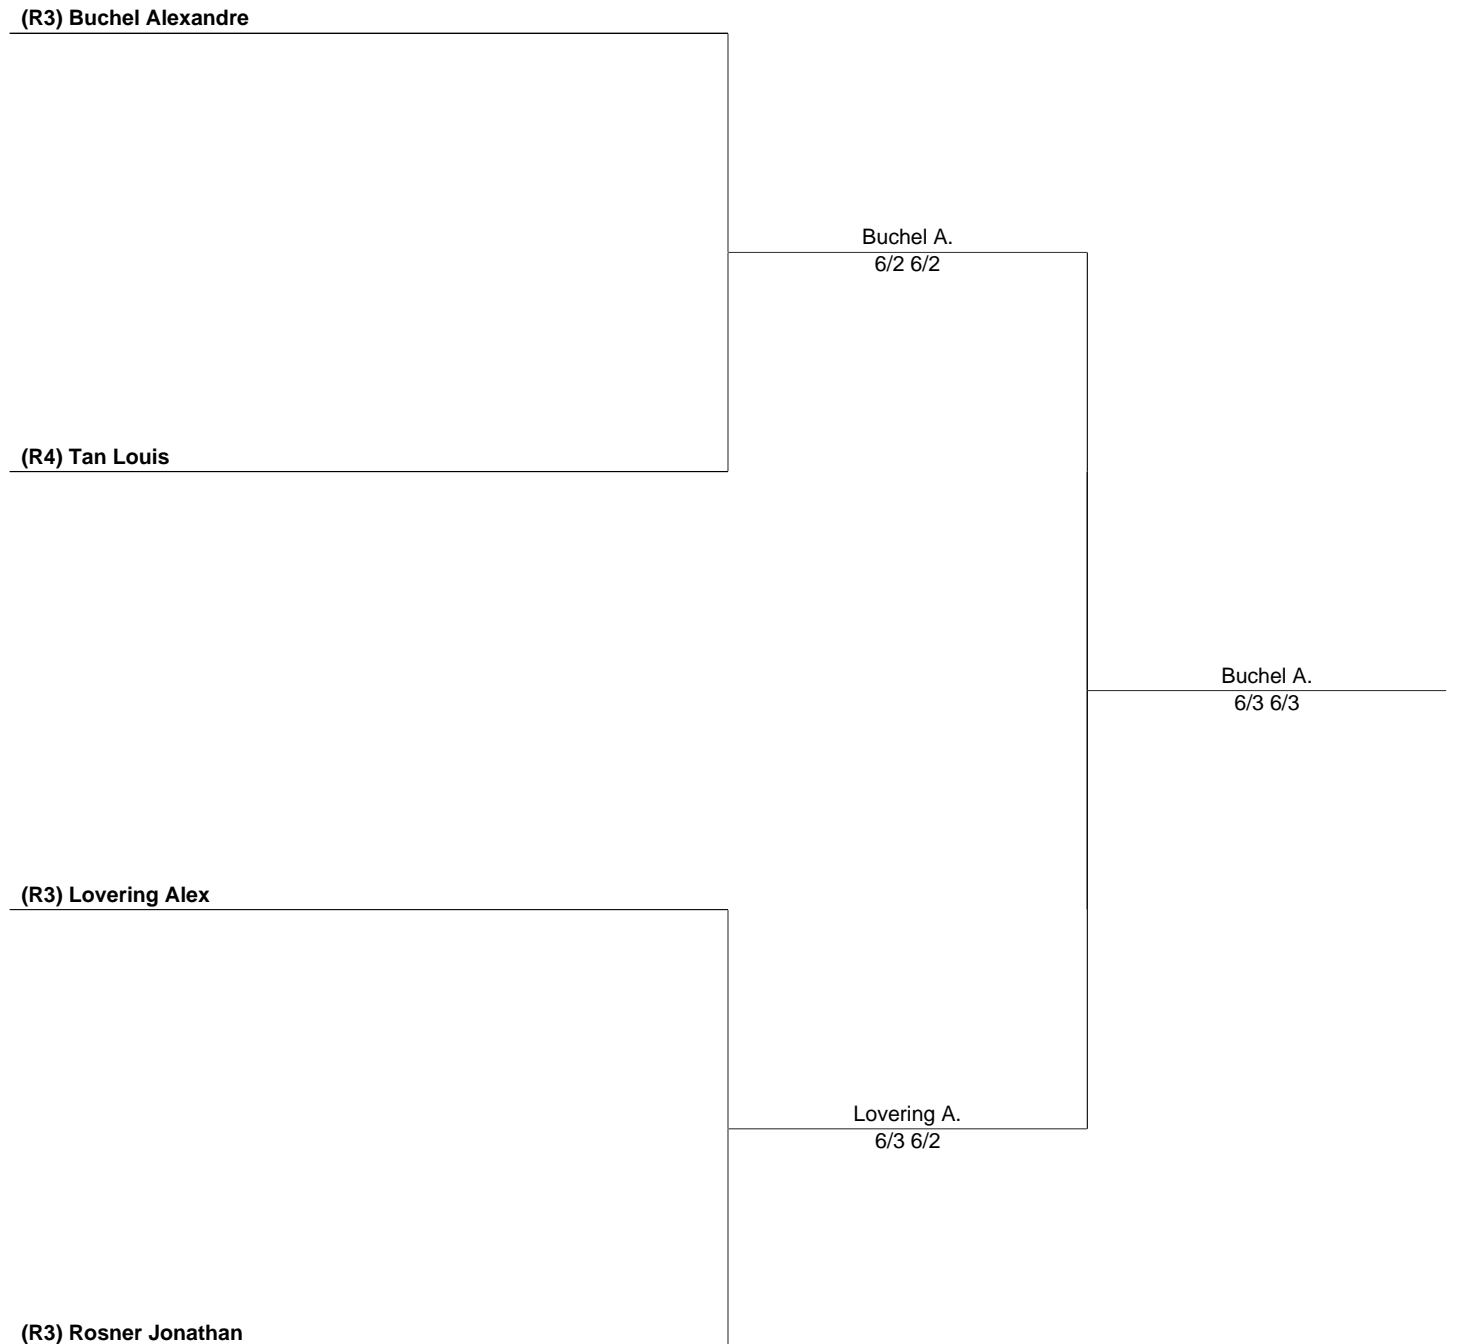 (R3) Buchel Alexandre
Buchel A.
6/2 6/2
(R4) Tan Louis
Buchel A.
6/3 6/3
(R3) Lovering Alex
Lovering A.
6/3 6/2
(R3) Rosner Jonathan